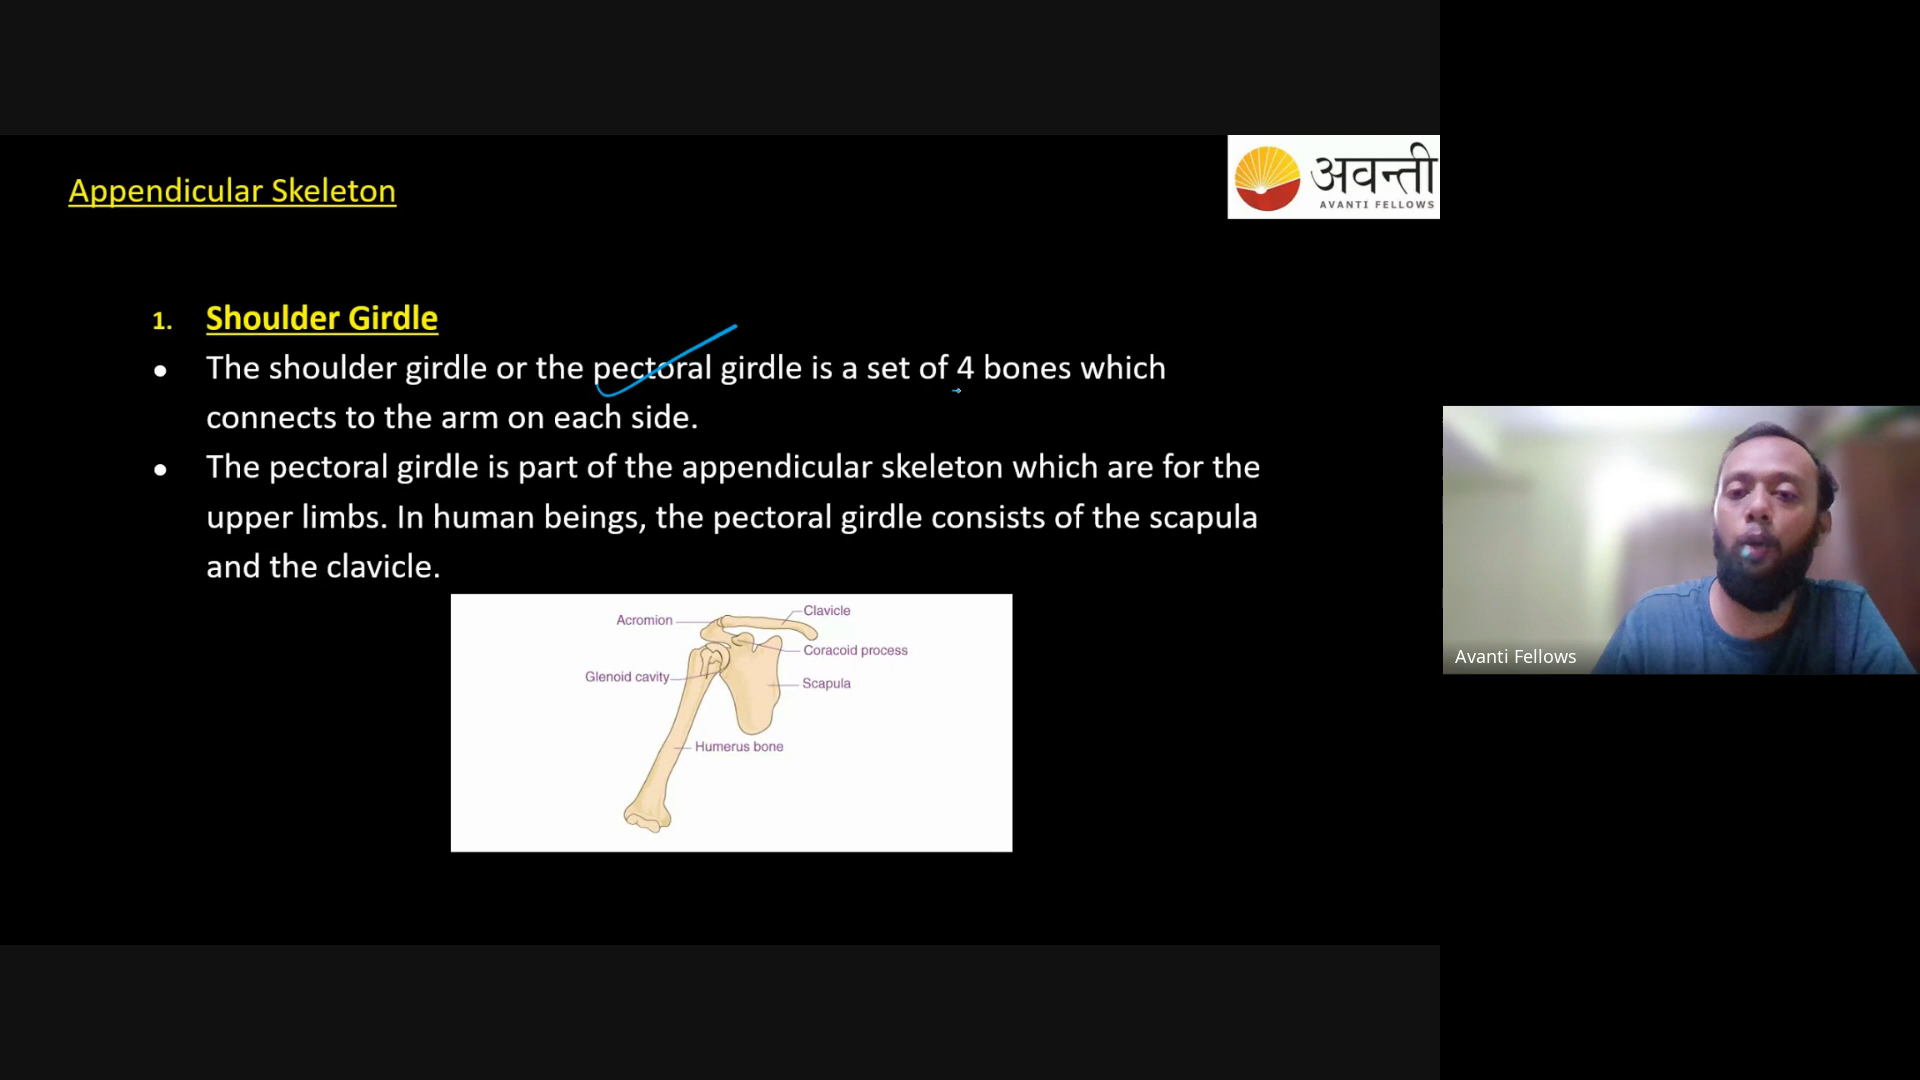 Appendicular Skeleton
अवन्ती
AVANTI FELLOWS
1. Shoulder Girdle
● The shoulder girdle or the pectoral girdle is a set of 4 bones which
connects to the arm on each side.
● The pectoral girdle is part of the appendicular skeleton which are for the
upper limbs. In human beings, the pectoral girdle consists of the scapula
and the clavicle.
Clavicle
Acromion
Coracoid process
Glenoid cavity
Scapula
Humerus bone
Avanti Fellows